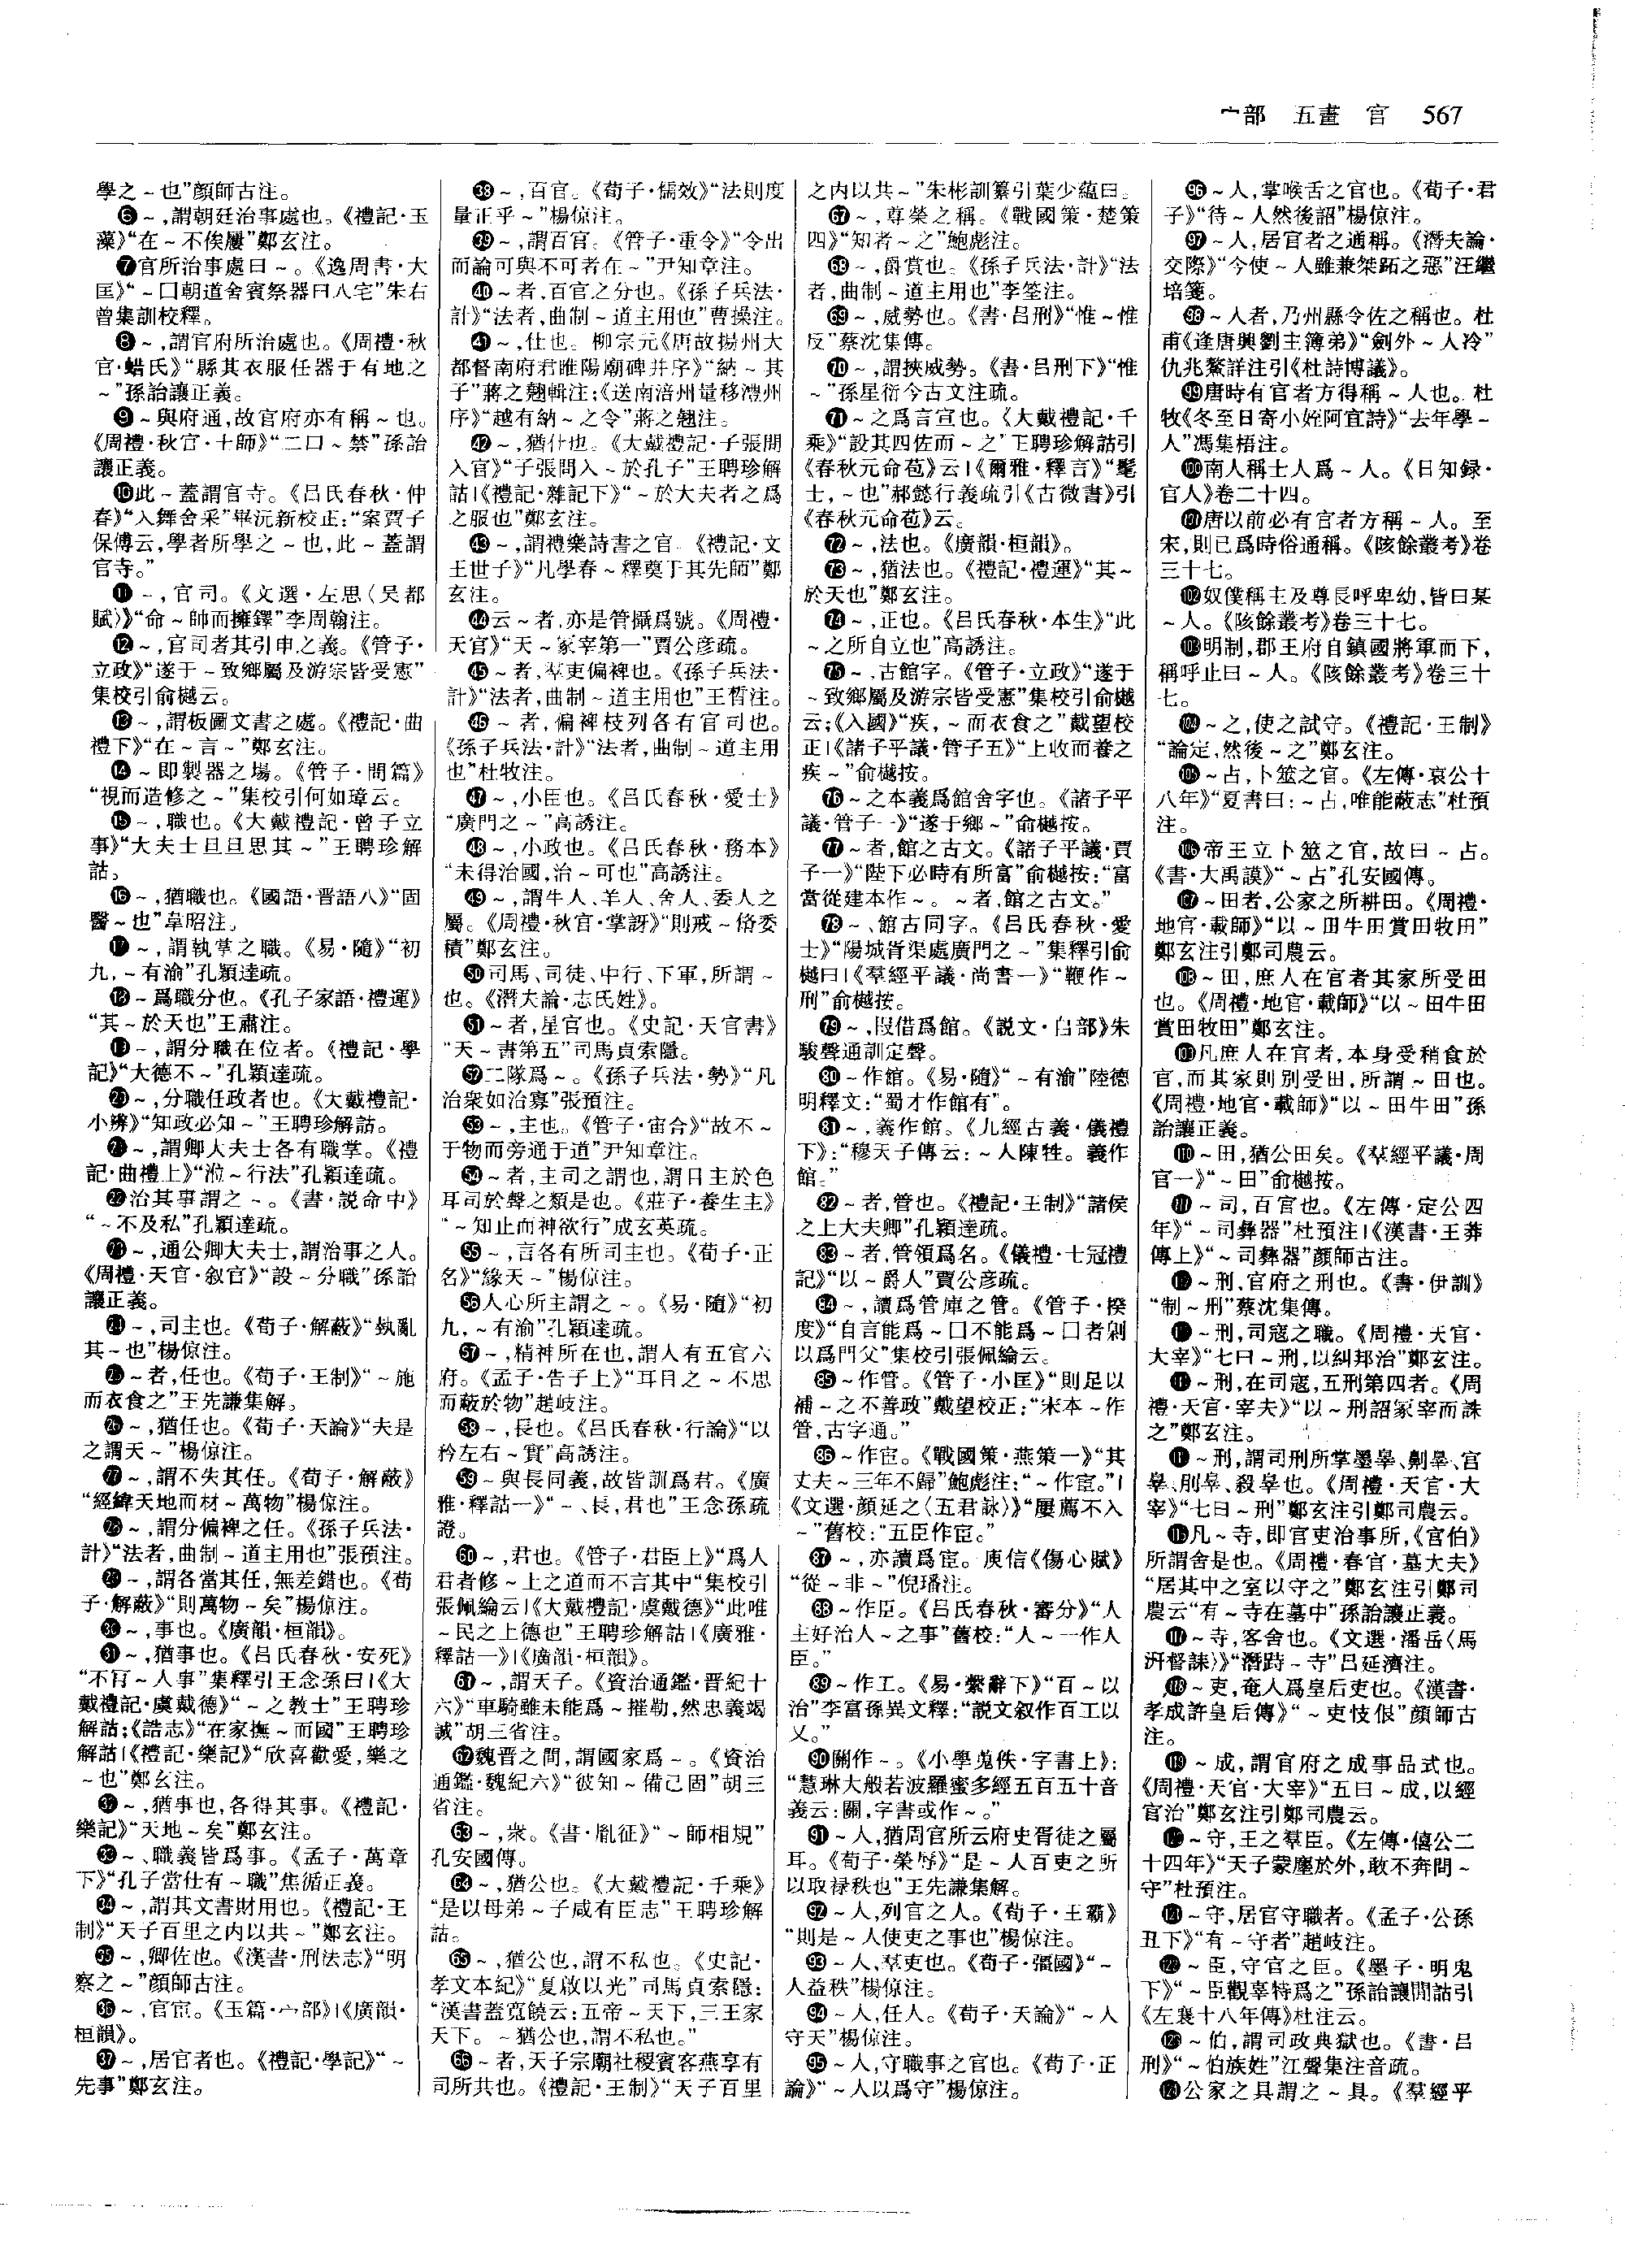 宀部　五畫　官　567
學之～也”顔師古注。
❻～，謂朝廷治事處也。《禮記·玉
藻》“在～不俟屨”鄭玄注。
❼官所治事處曰～。《逸周書·大
匡》“～囗朝道舍賓祭器曰八宅”朱右
曾集訓校釋。
❽～，謂官府所治處也。《周禮·秋
官·蜡氏》“縣其衣服任器于有地之
～”孫詒讓正義。
❾～與府通，故官府亦有稱～也。
《周禮·秋官·士師》“二曰～禁”孫詒
讓正義。
❿此～蓋謂官寺。《吕氏春秋·仲
春》“入舞舍采”畢沅新校正：“案賈子
保傅云，學者所學之～也，此～蓋謂
官寺。”
⓫～，官司。《文選·左思〈吴都
賦〉》“命～帥而擁鐸”李周翰注。
⓬～，官司者其引申之義。《管子·
立政》“遂于～致鄉屬及游宗皆受憲”
集校引俞樾云。
⓭～，謂板圖文書之處。《禮記·曲
禮下》“在～言～”鄭玄注。
⓮～即製器之場。《管子·問篇》
“視而造修之～”集校引何如璋云。
⓯～，職也。《大戴禮記·曾子立
事》“大夫士旦旦思其～”王聘珍解
詁。
⓰～，猶職也。《國語·晋語八》“固
醫～也”韋昭注。
⓱～，謂執掌之職。《易·隨》“初
九，～有渝”孔穎達疏。
⓲～爲職分也。《孔子家語·禮運》
“其～於天也”王肅注。
⓳～，謂分職在位者。《禮記·學
記》“大德不～”孔穎達疏。
⓴～，分職任政者也。《大戴禮記·
小辨》“知政必知～”王聘珍解詁。
㉑～，謂卿大夫士各有職掌。《禮
記·曲禮上》“涖～行法”孔穎達疏。
㉒治其事謂之～。《書·説命中》
“～不及私”孔穎達疏。
㉓～，通公卿大夫士，謂治事之人。
《周禮·天官·叙官》“設～分職”孫詒
讓正義。
㉔～，司主也。《荀子·解蔽》“孰亂
其～也”楊倞注。
㉕～者，任也。《荀子·王制》“～施
而衣食之”王先謙集解。
㉖～，猶任也。《荀子·天論》“夫是
之謂天～”楊倞注。
㉗～，謂不失其任。《荀子·解蔽》
“經緯天地而材～萬物”楊倞注。
㉘～，謂分偏裨之任。《孫子兵法·
計》“法者，曲制～道主用也”張預注。
㉙～，謂各當其任，無差錯也。《荀
子·解蔽》“則萬物～矣”楊倞注。
㉚～，事也。《廣韻·桓韻》。
㉛～，猶事也。《吕氏春秋·安死》
“不肯～人事”集釋引王念孫曰|《大
戴禮記·虞戴德》“～之教士”王聘珍
解詁；《誥志》“在家撫～而國”王聘珍
解詁|《禮記·樂記》“欣喜歡愛，樂之
～也”鄭玄注。
㉜～，猶事也，各得其事。《禮記·
樂記》“天地～矣”鄭玄注。
㉝～、職義皆爲事。《孟子·萬章
下》“孔子當仕有～職”焦循正義。
㉞～，謂其文書財用也。《禮記·王
制》“天子百里之内以共～”鄭玄注。
㉟～，卿佐也。《漢書·刑法志》“明
察之～”顔師古注。
㊱～，官宦。《玉篇·宀部》|《廣韻·
桓韻》。
㊲～，居官者也。《禮記·學記》“～
先事”鄭玄注。
㊳～，百官。《荀子·儒效》“法則度
量正乎～”楊倞注。
㊴～，謂百官。《管子·重令》“令出
而論可與不可者在～”尹知章注。
㊵～者，百官之分也。《孫子兵法·
計》“法者，曲制～道主用也”曹操注。
㊶～，仕也。柳宗元《唐故揚州大
都督南府君睢陽廟碑并序》“納～其
子”蔣之翹輯注；《送南涪州量移澧州
序》“越有納～之令”蔣之翹注。
㊷～，猶仕也。《大戴禮記·子張問
入官》“子張問入～於孔子”王聘珍解
詁|《禮記·雜記下》“～於大夫者之爲
之服也”鄭玄注。
㊸～，謂禮樂詩書之官。《禮記·文
王世子》“凡學春～釋奠于其先師”鄭
玄注。
㊹云～者，亦是管攝爲號。《周禮·
天官》“天～冢宰第一”賈公彦疏。
㊺～者，群吏偏裨也。《孫子兵法·
計》“法者，曲制～道主用也”王晳注。
㊻～者，偏裨校列各有官司也。
《孫子兵法·計》“法者，曲制～道主用
也”杜牧注。
㊼～，小臣也。《吕氏春秋·愛士》
“廣門之～”高誘注。
㊽～，小政也。《吕氏春秋·務本》
“未得治國，治～可也”高誘注。
㊾～，謂牛人、羊人、舍人、委人之
屬。《周禮·秋官·掌訝》“則戒～脩委
積”鄭玄注。
㊿司馬、司徒、中行、下軍，所謂～
也。《潛夫論·志氏姓》。
51～者，星官也。《史記·天官書》
“天～書第五”司馬貞索隱。
52二隊爲～。《孫子兵法·勢》“凡
治衆如治寡”張預注。
53～，主也。《管子·宙合》“故不～
于物而旁通于道”尹知章注。
54～者，主司之謂也，謂目主於色
耳司於聲之類是也。《莊子·養生主》
“～知止而神欲行”成玄英疏。
55～，言各有所司主也。《荀子·正
名》“緣天～”楊倞注。
56人心所主謂之～。《易·隨》“初
九，～有渝”孔穎達疏。
57～，精神所在也，謂人有五官六
府。《孟子·告子上》“耳目之～不思
而蔽於物”趙岐注。
58～，長也。《吕氏春秋·行論》“以
矜左右～實”高誘注。
59～與長同義，故皆訓爲君。《廣
雅·釋詁一》“～、長，君也”王念孫疏
證。
60～，君也。《管子·君臣上》“爲人
君者修～上之道而不言其中”集校引
張佩綸云|《大戴禮記·虞戴德》“此唯
～民之上德也”王聘珍解詁|《廣雅·
釋詁一》|《廣韻·桓韻》。
61～，謂天子。《資治通鑑·晋紀十
六》“車騎雖未能爲～摧勒，然忠義竭
誠”胡三省注。
62魏晋之間，謂國家爲～。《資治
通鑑·魏紀六》“彼知～備己固”胡三
省注。
63～，衆。《書·胤征》“～師相規”
孔安國傳。
64～，猶公也。《大戴禮記·千乘》
“是以母弟～子咸有臣志”王聘珍解
詁。
65～，猶公也，謂不私也。《史記·
孝文本紀》“夏啟以光”司馬貞索隱：
“漢書蓋寬饒云：五帝～天下，三王家
天下。～猶公也，謂不私也。”
66～者，天子宗廟社稷賓客燕享有
司所共也。《禮記·王制》“天子百里
之内以共～”朱彬訓纂引葉少藴曰。
67～，尊榮之稱。《戰國策·楚策
四》“知者～之”鮑彪注。
68～，爵賞也。《孫子兵法·計》“法
者，曲制～道主用也”李筌注。
69～，威勢也。《書·吕刑》“惟～惟
反”蔡沈集傳。
70～，謂挾威勢。《書·吕刑下》“惟
～”孫星衍今古文注疏。
71～之爲言宣也。《大戴禮記·千
乘》“設其四佐而～之”王聘珍解詁引
《春秋元命苞》云|《爾雅·釋言》“髦
士，～也”郝懿行義疏引《古微書》引
《春秋元命苞》云。
72～，法也。《廣韻·桓韻》。
73～，猶法也。《禮記·禮運》“其～
於天也”鄭玄注。
74～，正也。《吕氏春秋·本生》“此
～之所自立也”高誘注。
75～，古館字。《管子·立政》“遂于
～致鄉屬及游宗皆受憲”集校引俞樾
云；《入國》“疾，～而衣食之”戴望校
正|《諸子平議·管子五》“上收而養之
疾～”俞樾按。
76～之本義爲館舍字也。《諸子平
議·管子一》“遂于鄉～”俞樾按。
77～者，館之古文。《諸子平議·賈
子一》“陛下必時有所富”俞樾按：“富
當從建本作～。～者，館之古文。”
78～、館古同字。《吕氏春秋·愛
士》“陽城胥渠處廣門之～”集釋引俞
樾曰|《羣經平議·尚書一》“鞭作～
刑”俞樾按。
79～，叚借爲館。《説文·𠂤部》朱
駿聲通訓定聲。
80～作館。《易·隨》“～有渝”陸德
明釋文：“蜀才作館有”。
81～，義作館。《九經古義·儀禮
下》：“穆天子傳云：～人陳牲。義作
館。”
82～者，管也。《禮記·王制》“諸侯
之上大夫卿”孔穎達疏。
83～者，管領爲名。《儀禮·士冠禮
記》“以～爵人”賈公彦疏。
84～，讀爲管庫之管。《管子·揆
度》“自言能爲～囗不能爲～囗者剮
以爲門父”集校引張佩綸云。
85～作管。《管子·小匡》“則足以
補～之不善政”戴望校正：“宋本～作
管，古字通。”
86～作宦。《戰國策·燕策一》“其
丈夫～三年不歸”鮑彪注：“～作宦。”|
《文選·顔延之〈五君詠〉》“屢薦不入
～”舊校：“五臣作宦。”
87～，亦讀爲宦。庾信《傷心賦》
“從～非～”倪璠注。
88～作臣。《吕氏春秋·審分》“人
主好治人～之事”舊校：“人～一作人
臣。”
89～作工。《易·繫辭下》“百～以
治”李富孫異文釋：“説文叙作百工以
乂。”
90關作～。《小學蒐佚·字書上》：
“慧琳大般若波羅蜜多經五百五十音
義云：關，字書或作～。”
91～人，猶周官所云府史胥徒之屬
耳。《荀子·榮辱》“是～人百吏之所
以取禄秩也”王先謙集解。
92～人，列官之人。《荀子·王霸》
“則是～人使吏之事也”楊倞注。
93～人，羣吏也。《荀子·彊國》“～
人益秩”楊倞注。
94～人，任人。《荀子·天論》“～人
守天”楊倞注。
95～人，守職事之官也。《荀子·正
論》“～人以爲守”楊倞注。
96～人，掌喉舌之官也。《荀子·君
子》“待～人然後詔”楊倞注。
97～人，居官者之通稱。《潛夫論·
交際》“今使～人雖兼桀跖之惡”汪繼
培箋。
98～人者，乃州縣令佐之稱也。杜
甫《逢唐興劉主簿弟》“劍外～人冷”
仇兆鰲詳注引《杜詩博議》。
99唐時有官者方得稱～人也。杜
牧《冬至日寄小姪阿宜詩》“去年學～
人”馮集梧注。
100南人稱士人爲～人。《日知録·
官人》卷二十四。
101唐以前必有官者方稱～人。至
宋，則已爲時俗通稱。《陔餘叢考》卷
三十七。
102奴僕稱主及尊長呼卑幼，皆曰某
～人。《陔餘叢考》卷三十七。
103明制，郡王府自鎮國將軍而下，
稱呼止曰～人。《陔餘叢考》卷三十
七。
104～之，使之試守。《禮記·王制》
“論定，然後～之”鄭玄注。
105～占，卜筮之官。《左傳·哀公十
八年》“夏書曰：～占，唯能蔽志”杜預
注。
106帝王立卜筮之官，故曰～占。
《書·大禹謨》“～占”孔安國傳。
107～田者，公家之所耕田。《周禮·
地官·載師》“以～田牛田賞田牧田”
鄭玄注引鄭司農云。
108～田，庶人在官者其家所受田
也。《周禮·地官·載師》“以～田牛田
賞田牧田”鄭玄注。
109凡庶人在官者，本身受稍食於
官，而其家則別受田，所謂～田也。
《周禮·地官·載師》“以～田牛田”孫
詒讓正義。
110～田，猶公田矣。《羣經平議·周
官一》“～田”俞樾按。
111～司，百官也。《左傳·定公四
年》“～司彝器”杜預注|《漢書·王莽
傳上》“～司彝器”顔師古注。
112～刑，官府之刑也。《書·伊訓》
“制～刑”蔡沈集傳。
113～刑，司寇之職。《周禮·天官·
大宰》“七曰～刑，以糾邦治”鄭玄注。
114～刑，在司寇，五刑第四者。《周
禮·天官·宰夫》“以～刑詔冢宰而誅
之”鄭玄注。
115～刑，謂司刑所掌墨辠、劓辠、宫
辠、刖辠、殺辠也。《周禮·天官·大
宰》“七曰～刑”鄭玄注引鄭司農云。
116凡～寺，即官吏治事所，《宫伯》
所謂舍是也。《周禮·春官·墓大夫》
“居其中之室以守之”鄭玄注引鄭司
農云“有～寺在墓中”孫詒讓正義。
117～寺，客舍也。《文選·潘岳〈馬
汧督誄〉》“潛跱～寺”吕延濟注。
118～吏，奄人爲皇后吏也。《漢書·
孝成許皇后傳》“～吏忮佷”顔師古
注。
119～成，謂官府之成事品式也。
《周禮·天官·大宰》“五曰～成，以經
官治”鄭玄注引鄭司農云。
120～守，王之羣臣。《左傳·僖公二
十四年》“天子蒙塵於外，敢不奔問～
守”杜預注。
121～守，居官守職者。《孟子·公孫
丑下》“有～守者”趙岐注。
122～臣，守官之臣。《墨子·明鬼
下》“～臣觀辜特爲之”孫詒讓閒詁引
《左襄十八年傳》杜注云。
123～伯，謂司政典獄也。《書·吕
刑》“～伯族姓”江聲集注音疏。
124公家之具謂之～具。《羣經平